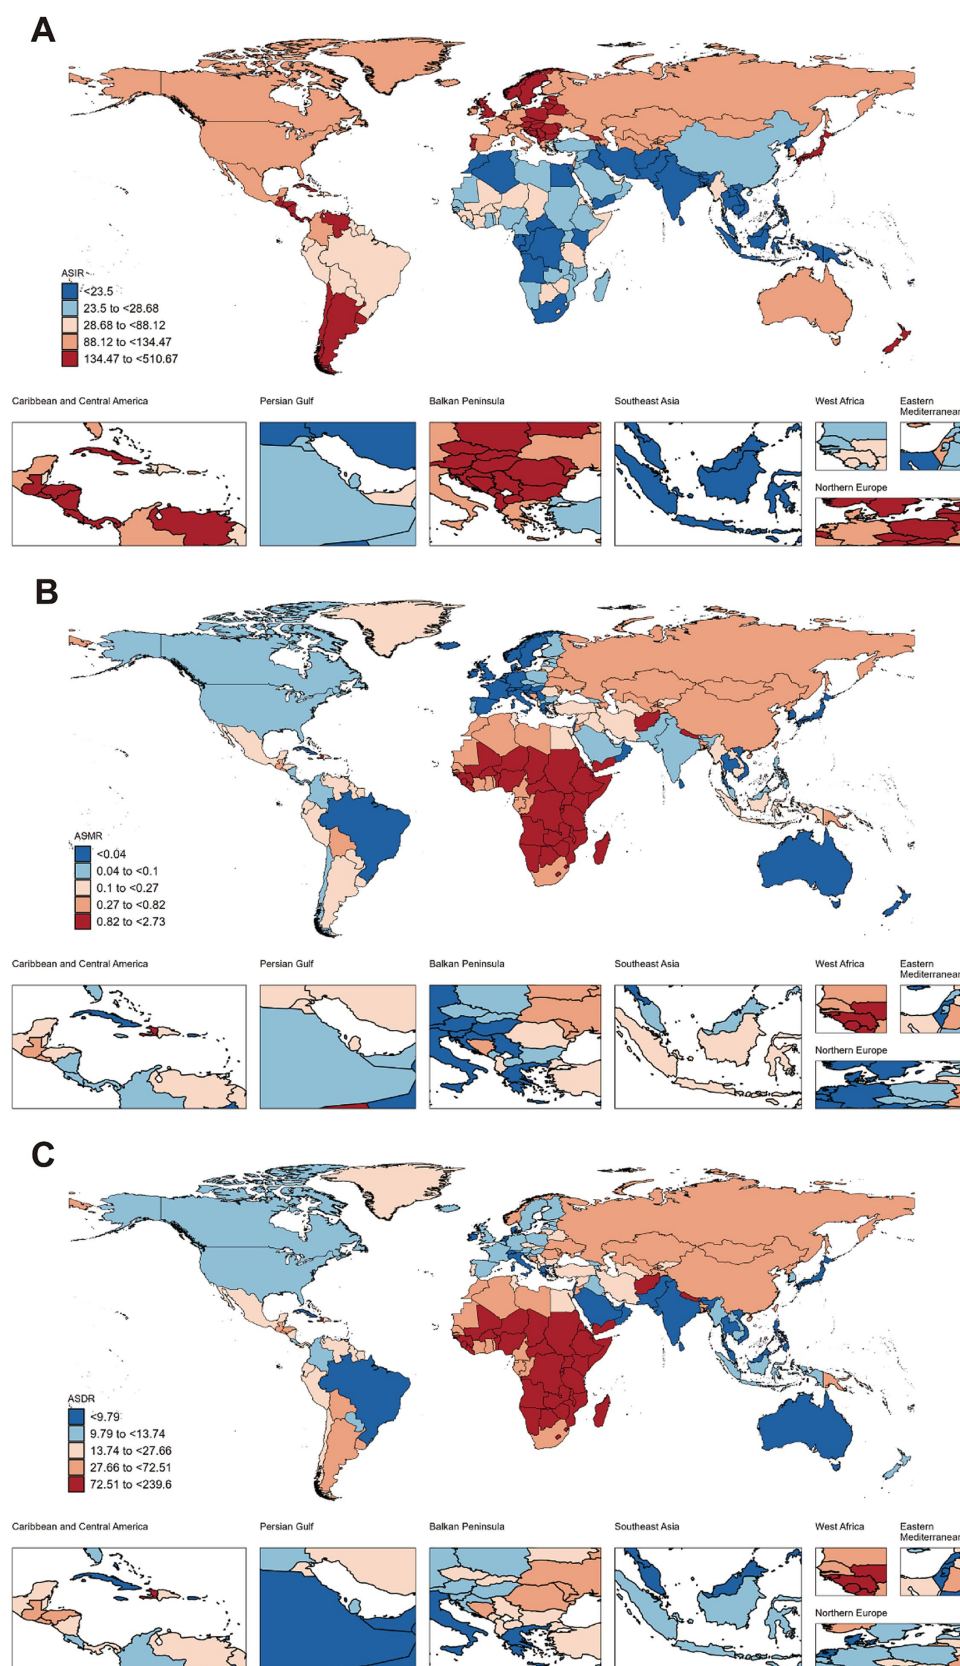 A
ASIR
<23.5
23.5 to <28.68
28.68 to <88.12
88.12 to <134.47
134.47 to <510.67
Caribbean and Central America
Persian Gulf
Balkan Peninsula
Southeast Asia
West Africa
Eastern
Mediterranean
Northern Europe
B
ASMR
<0.04
0.04 to <0.1
0.1 to <0.27
0.27 to <0.82
0.82 to <2.73
Caribbean and Central America
Persian Gulf
Balkan Peninsula
Southeast Asia
West Africa
Eastern
Mediterranean
Northern Europe
C
ASDR
<9.79
9.79 to <13.74
13.74 to <27.66
27.66 to <72.51
72.51 to <239.6
Caribbean and Central America
Persian Gulf
Balkan Peninsula
Southeast Asia
West Africa
Eastern
Mediterranean
Northern Europe